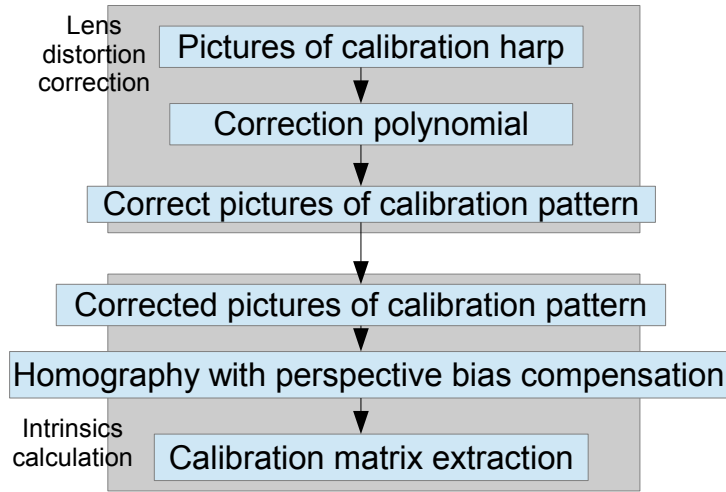 Lens
distortion
correction
Pictures of calibration harp
Correction polynomial
Correct pictures of calibration pattern
Corrected pictures of calibration pattern
Homography with perspective bias compensation
Intrinsics
calculation
Calibration matrix extraction